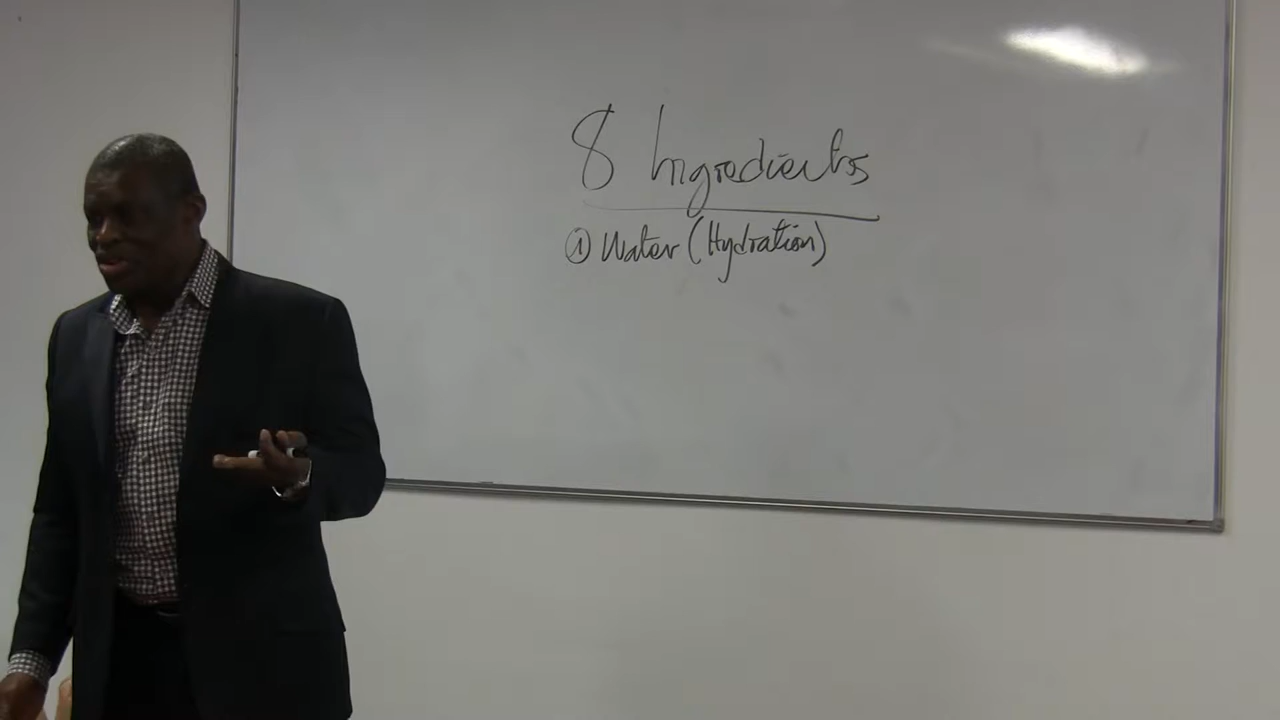 8 Ingredients
① Water (Hydration)